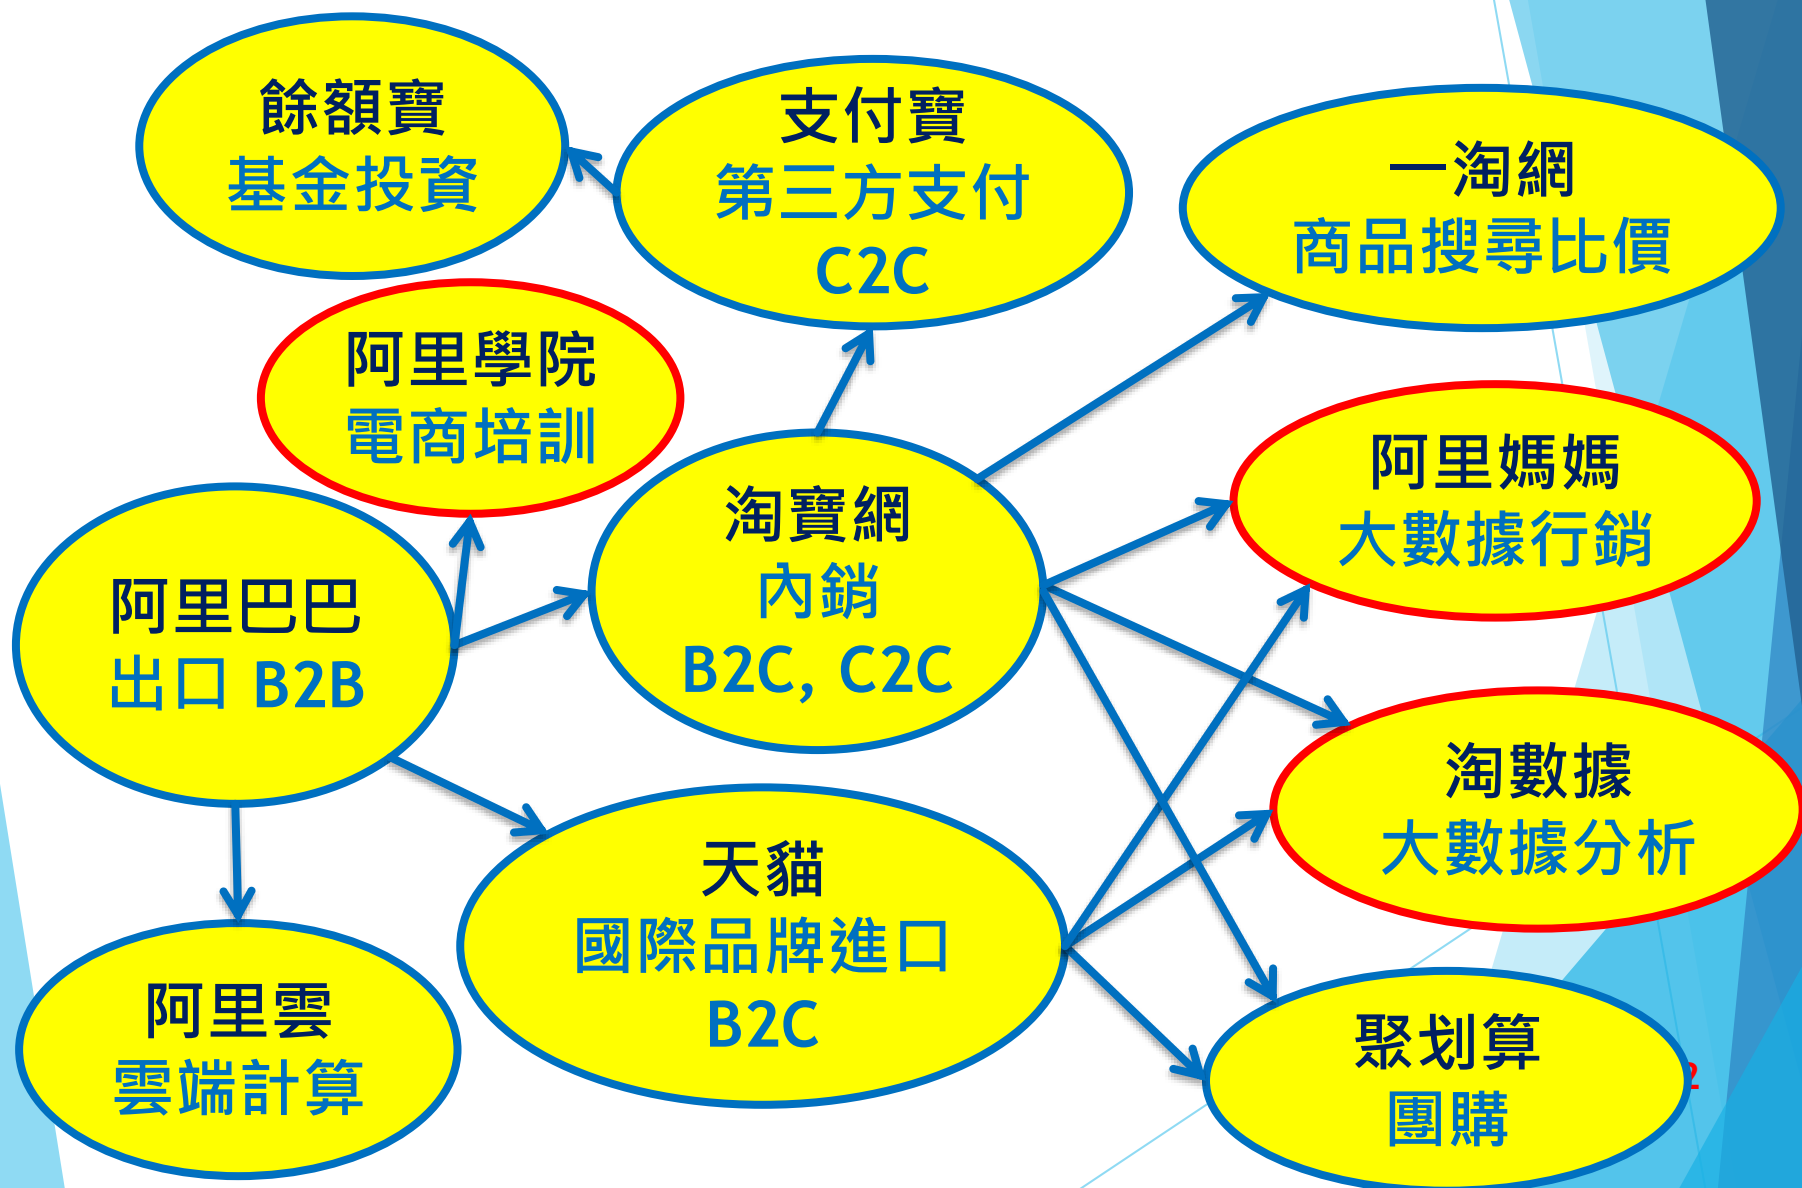 餘額寶
基金投資
支付寶
第三方支付
C2C
一淘網
商品搜尋比價
阿里學院
電商培訓
阿里媽媽
大數據行銷
淘寶網
內銷
B2C, C2C
阿里巴巴
出口 B2B
淘數據
大數據分析
天貓
國際品牌進口
B2C
阿里雲
雲端計算
聚划算
團購
2